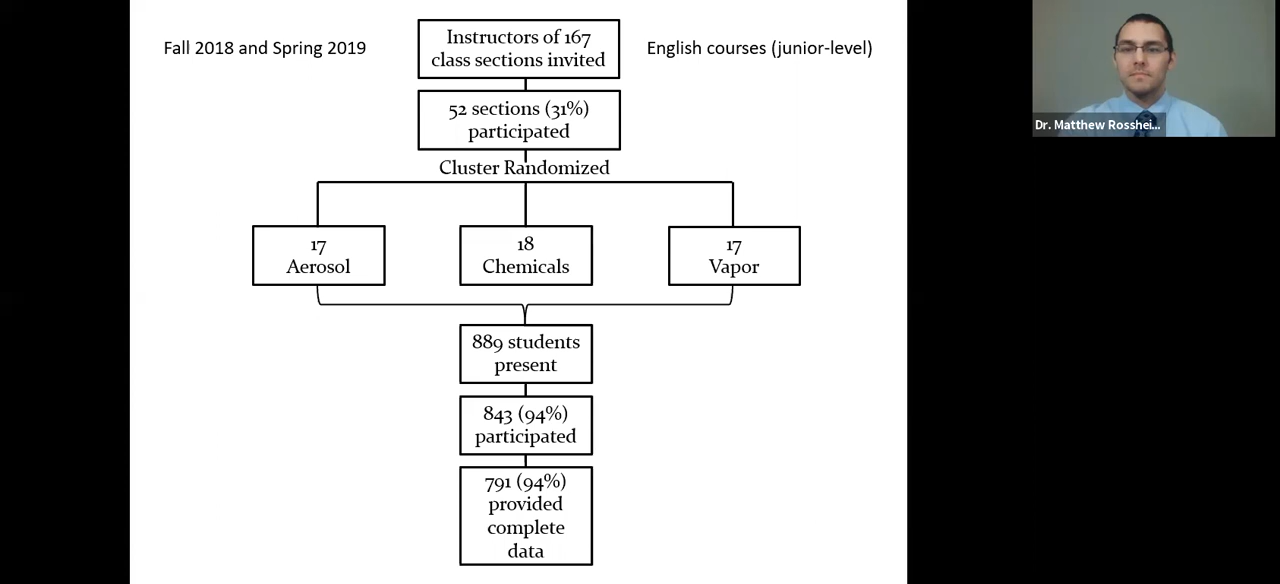 Fall 2018 and Spring 2019
Instructors of 167
class sections invited
English courses (junior-level)
52 sections (31%)
participated
Cluster Randomized
17
Aerosol
18
Chemicals
17
Vapor
889 students
present
843 (94%)
participated
791 (94%)
provided
complete
data
Dr. Matthew Rosshei...